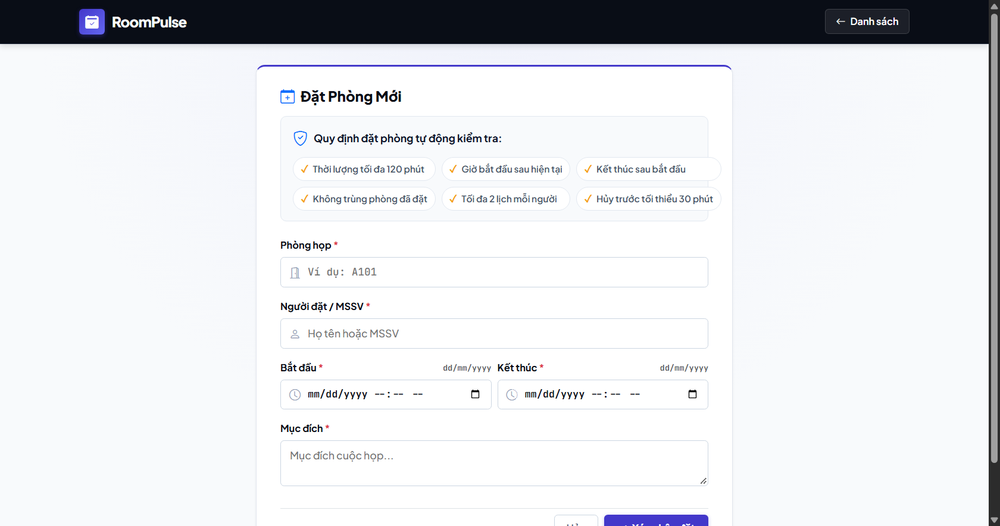 RoomPulse
← Danh sách
Đặt Phòng Mới
Quy định đặt phòng tự động kiểm tra:
✓ Thời lượng tối đa 120 phút
✓ Giờ bắt đầu sau hiện tại
✓ Kết thúc sau bắt đầu
✓ Không trùng phòng đã đặt
✓ Tối đa 2 lịch mỗi người
✓ Hủy trước tối thiểu 30 phút
Phòng họp *
Ví dụ: A101
Người đặt / MSSV *
Họ tên hoặc MSSV
Bắt đầu * dd/mm/yyyy
Kết thúc * dd/mm/yyyy
mm/dd/yyyy --:-- --
mm/dd/yyyy --:-- --
Mục đích *
Mục đích cuộc họp...